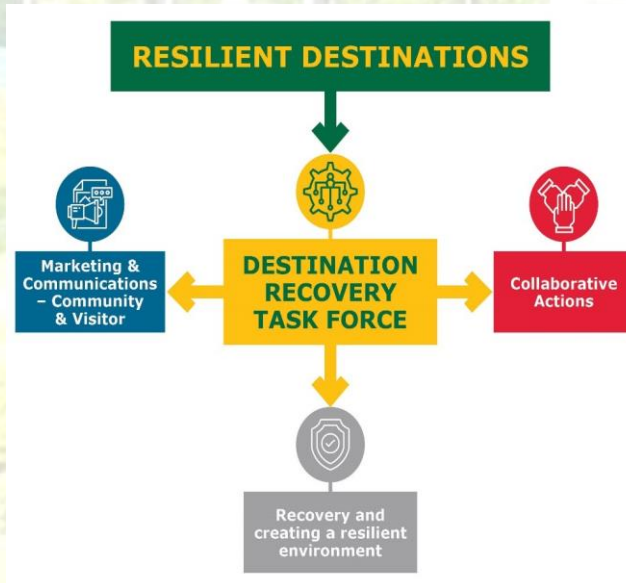 RESILIENT DESTINATIONS
Marketing &
Communications
– Community
& Visitor
DESTINATION
RECOVERY
TASK FORCE
Collaborative
Actions
Recovery and
creating a resilient
environment